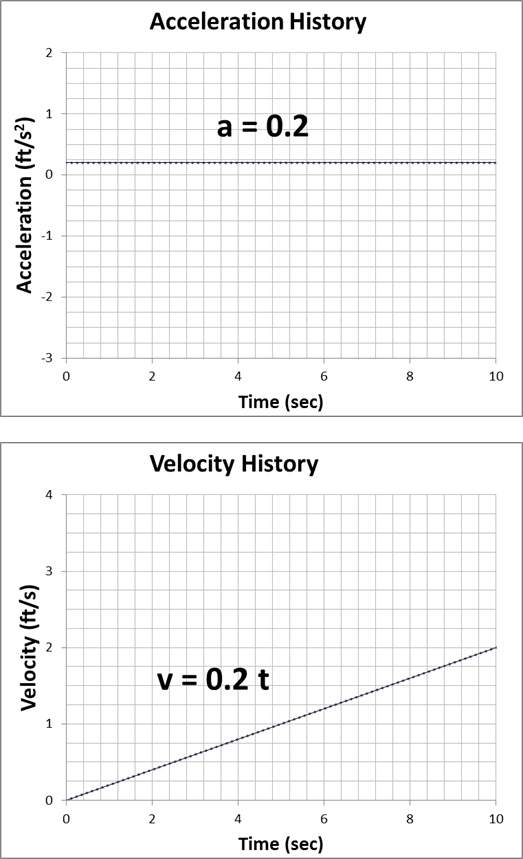 Acceleration History
2
1
0
-1
-2
-3
Acceleration (ft/s²)
a = 0.2
0 2 4 6 8 10
Time (sec)
Velocity History
4
3
2
1
0
Velocity (ft/s)
v = 0.2 t
0 2 4 6 8 10
Time (sec)